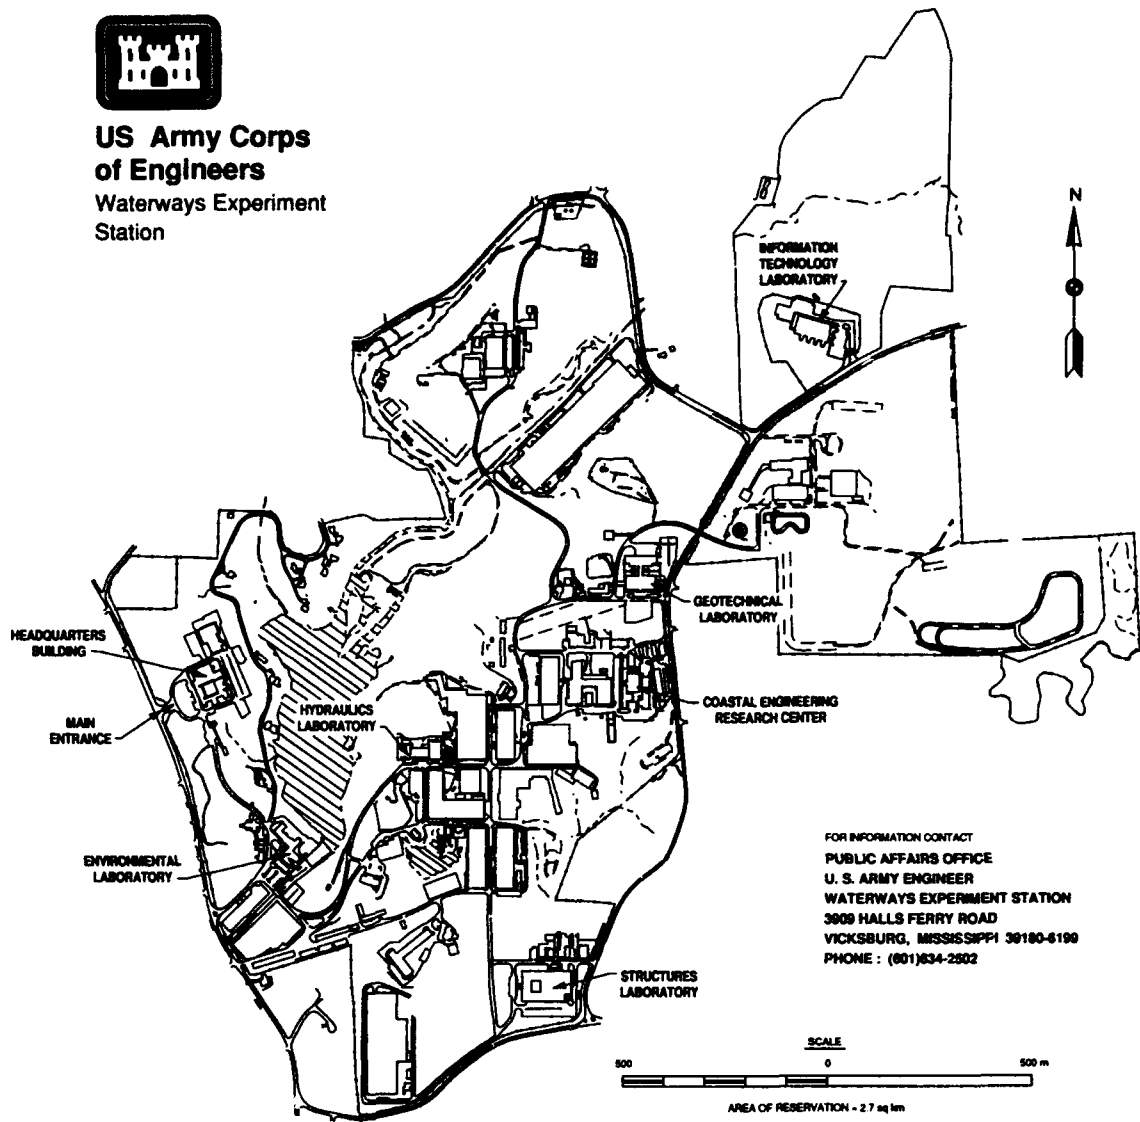 US Army Corps
of Engineers
Waterways Experiment
Station
N
INFORMATION
TECHNOLOGY
LABORATORY
GEOTECHNICAL
LABORATORY
HEADQUARTERS
BUILDING
MAIN
ENTRANCE
HYDRAULICS
LABORATORY
COASTAL ENGINEERING
RESEARCH CENTER
ENVIRONMENTAL
LABORATORY
STRUCTURES
LABORATORY
FOR INFORMATION CONTACT
PUBLIC AFFAIRS OFFICE
U. S. ARMY ENGINEER
WATERWAYS EXPERIMENT STATION
3909 HALLS FERRY ROAD
VICKSBURG, MISSISSIPPI 39180-6199
PHONE : (601)634-2502
SCALE
500 0 500 m
AREA OF RESERVATION - 2.7 sq km